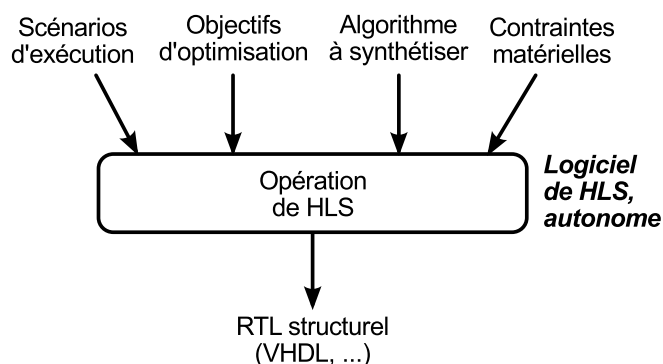 Scénarios
d'exécution
Objectifs
d'optimisation
Algorithme
à synthétiser
Contraintes
matérielles
Opération
de HLS
Logiciel
de HLS,
autonome
RTL structurel
(VHDL, ...)